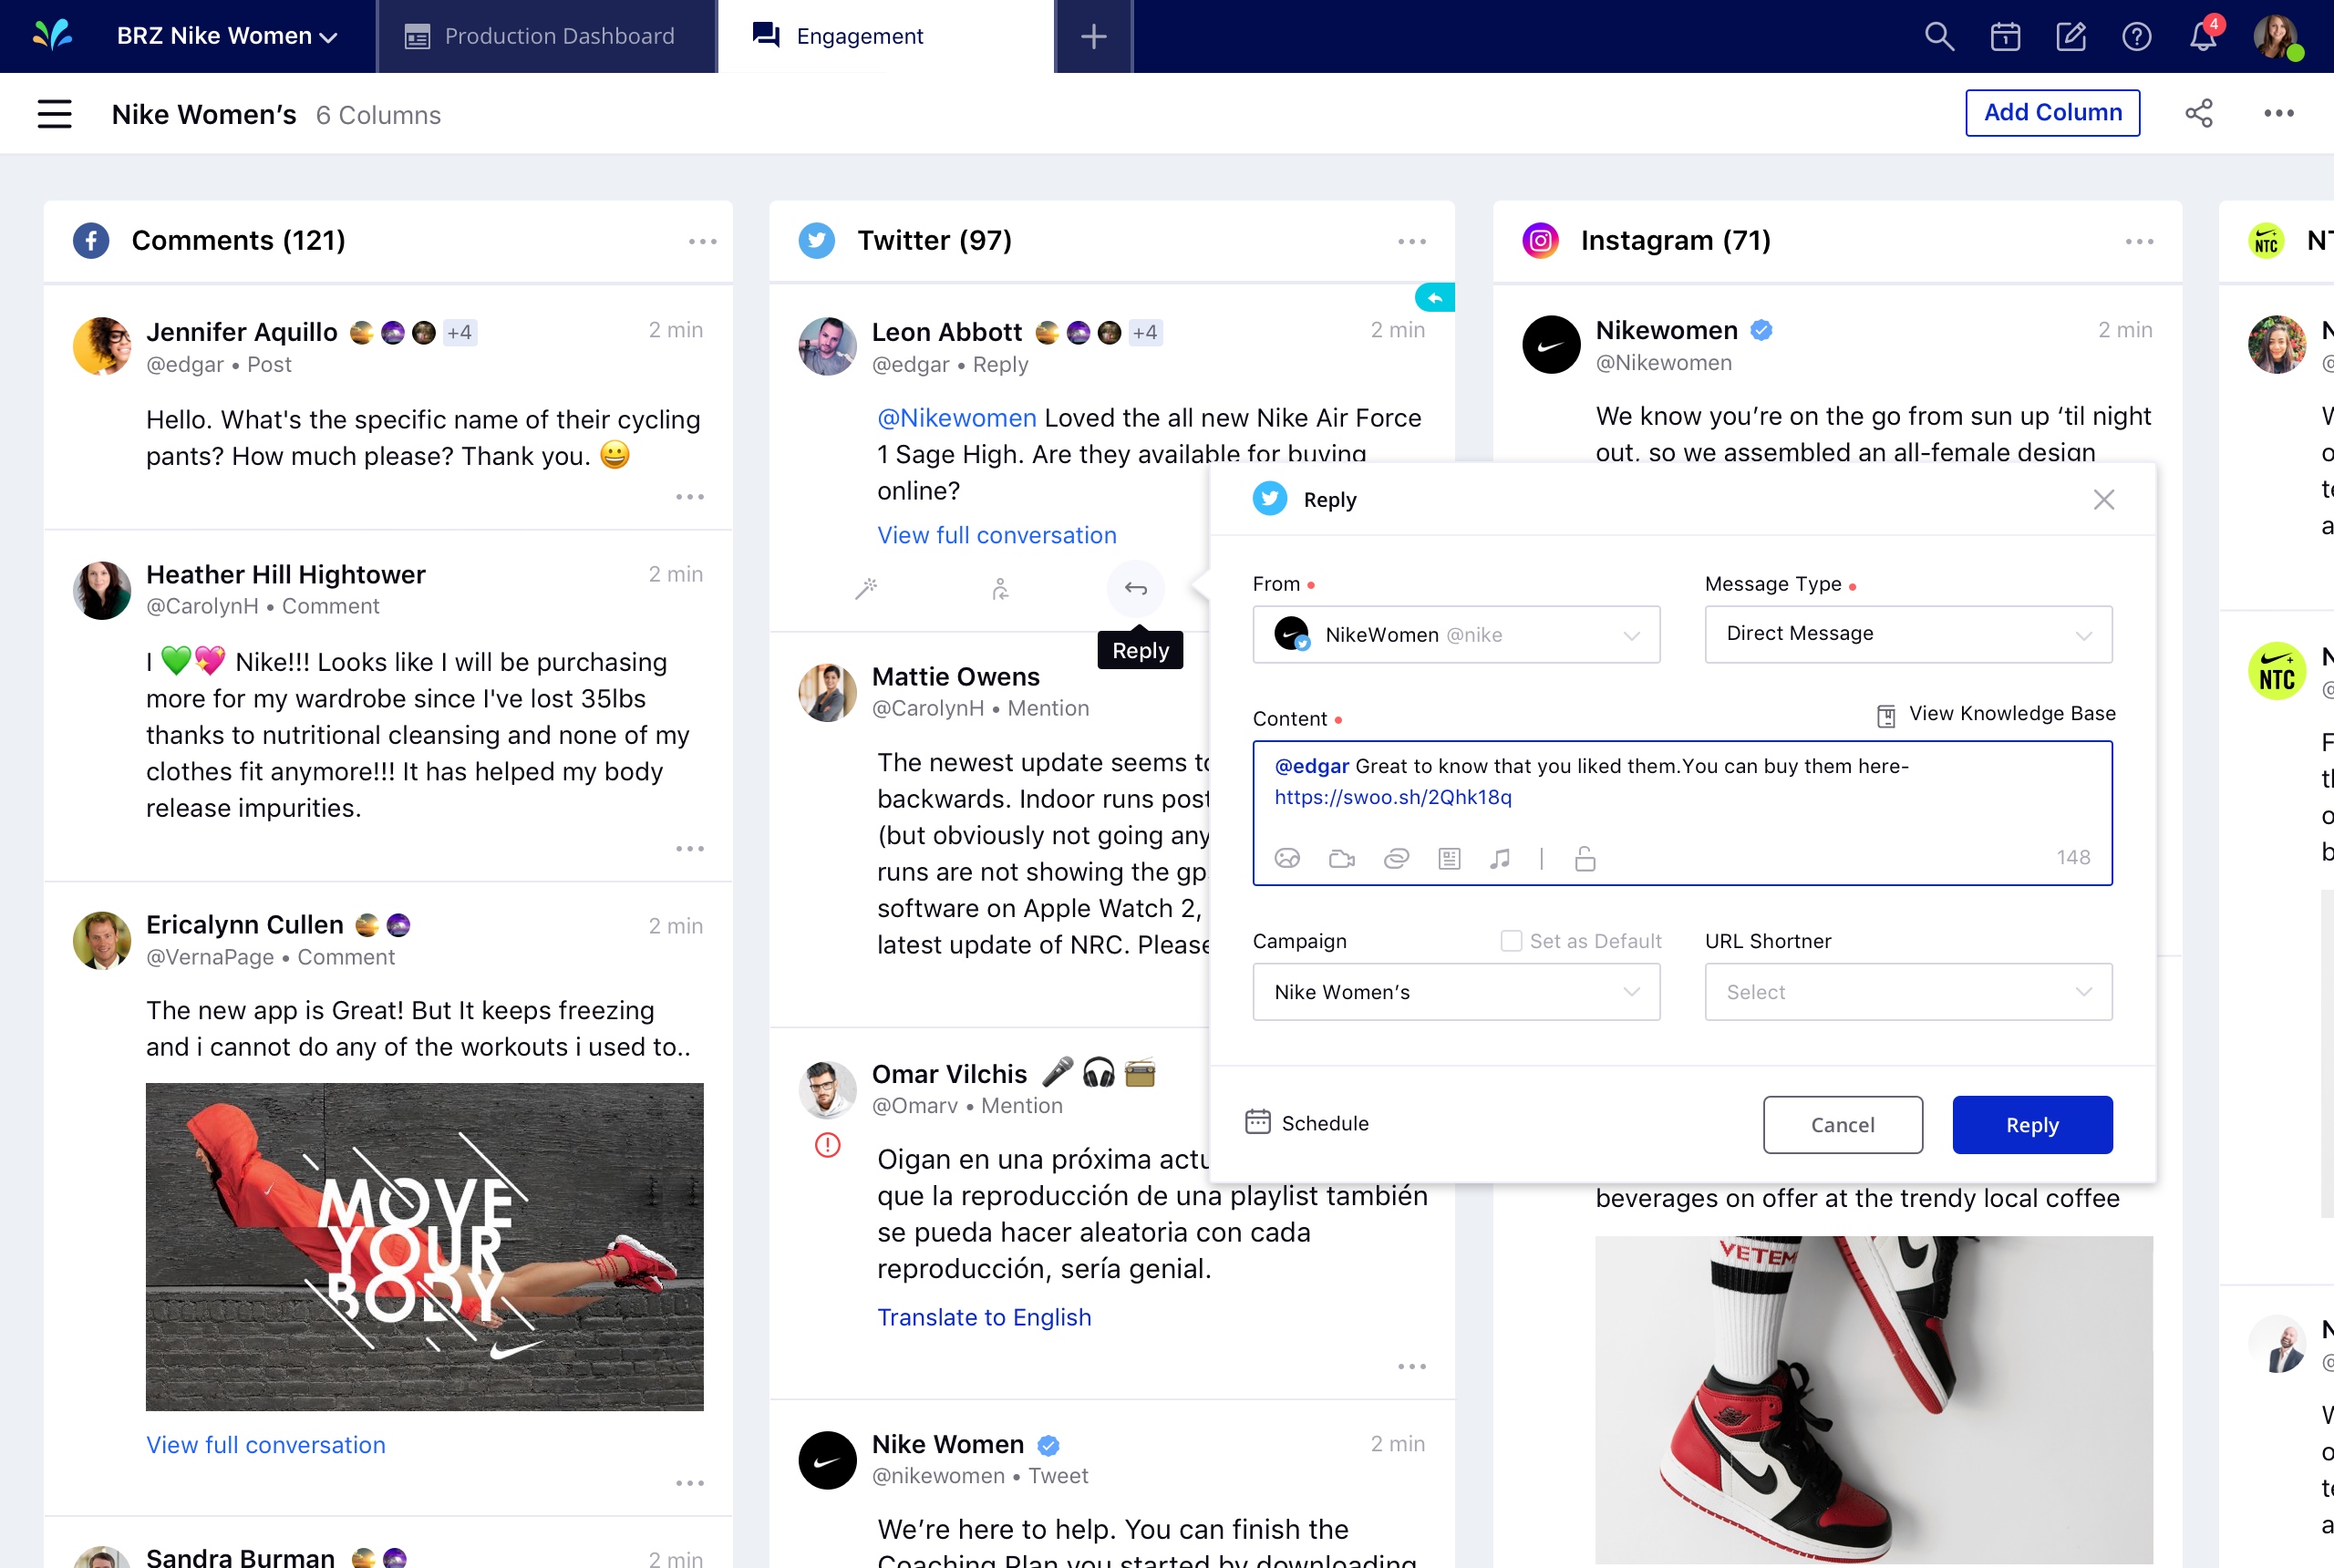 BRZ Nike Women
Production Dashboard
Engagement
4
Nike Women's
6 Columns
Add Column
Comments (121)
Jennifer Aquillo
+4
2 min
@edgar • Post
Hello. What's the specific name of their cycling
pants? How much please? Thank you. 😀
Heather Hill Hightower
2 min
@CarolynH • Comment
I 💚💖 Nike!!! Looks like I will be purchasing
more for my wardrobe since I've lost 35lbs
thanks to nutritional cleansing and none of my
clothes fit anymore!!! It has helped my body
release impurities.
Ericalynn Cullen
2 min
@VernaPage • Comment
The new app is Great! But It keeps freezing
and i cannot do any of the workouts i used to..
MOVE
YOUR
BODY
View full conversation
Sandra Burman
2 min
Twitter (97)
Leon Abbott
+4
2 min
@edgar • Reply
@Nikewomen Loved the all new Nike Air Force
1 Sage High. Are they available for buying
online?
View full conversation
Reply
Mattie Owens
@CarolynH • Mention
The newest update seems to
backwards. Indoor runs post
(but obviously not going any
runs are not showing the gp
software on Apple Watch 2,
latest update of NRC. Please
Omar Vilchis 🎤🎧📻
@Omarv • Mention
Oigan en una próxima actu
que la reproducción de una playlist también
se pueda hacer aleatoria con cada
reproducción, sería genial.
Translate to English
Nike Women
2 min
@nikewomen • Tweet
We're here to help. You can finish the
Coaching Plan you started by downloading
Instagram (71)
Nikewomen
2 min
@Nikewomen
We know you're on the go from sun up 'til night
out, so we assembled an all-female design
Reply
From
Message Type
NikeWomen @nike
Direct Message
Content
View Knowledge Base
@edgar Great to know that you liked them.You can buy them here-
https://swoo.sh/2Qhk18q
148
Campaign
Set as Default
URL Shortner
Nike Women's
Select
Schedule
Cancel
Reply
beverages on offer at the trendy local coffee
VETEM
NTC
NTC